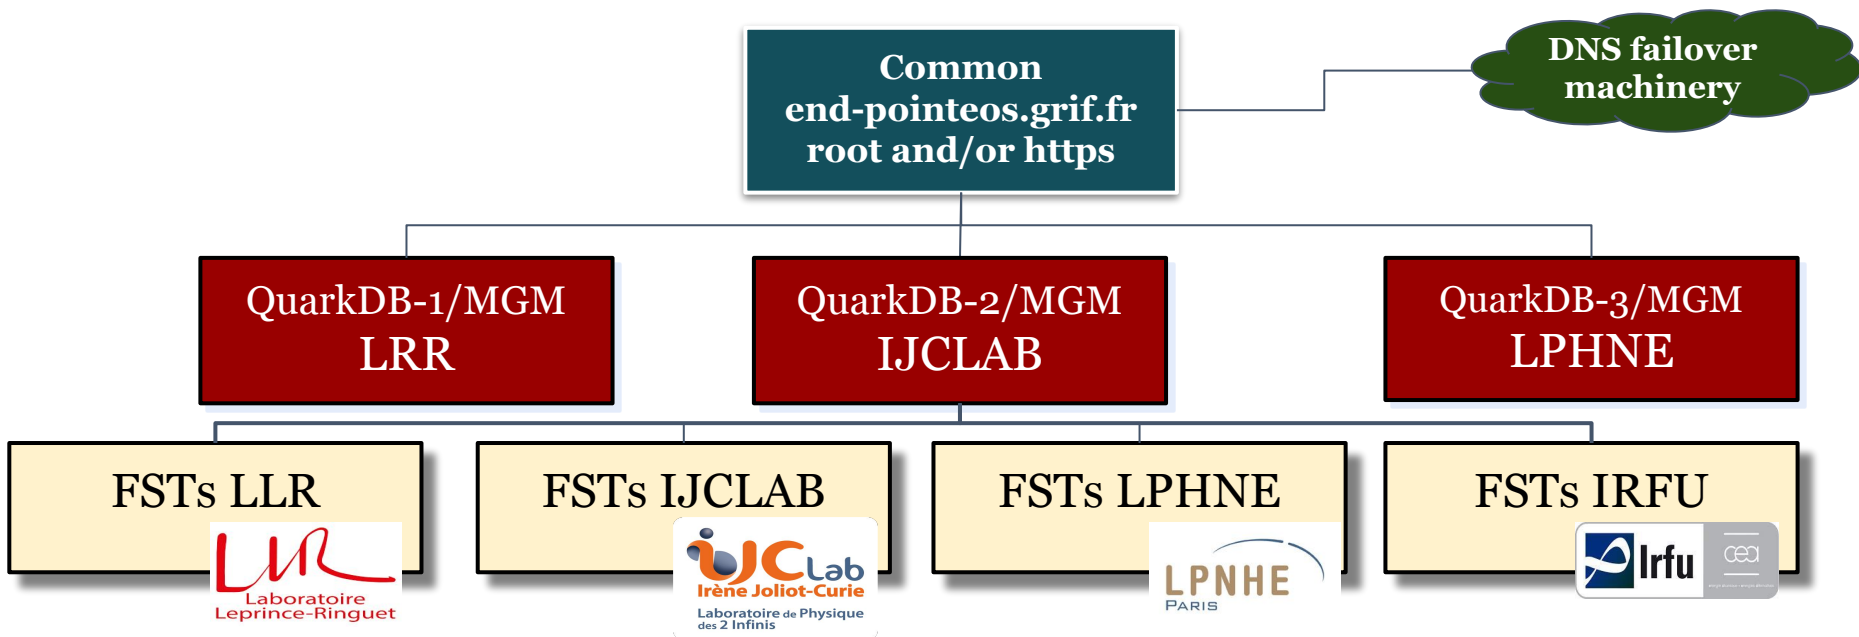 Common
end-pointeos.grif.fr
root and/or https
DNS failover
machinery
QuarkDB-1/MGM
LRR
QuarkDB-2/MGM
IJCLAB
QuarkDB-3/MGM
LPHNE
FSTs LLR
LLR
Laboratoire
Leprince-Ringuet
FSTs IJCLAB
iJCLab
Irène Joliot-Curie
Laboratoire de Physique
des 2 Infinis
FSTs LPHNE
LPNHE
PARIS
FSTs IRFU
Irfu
cea